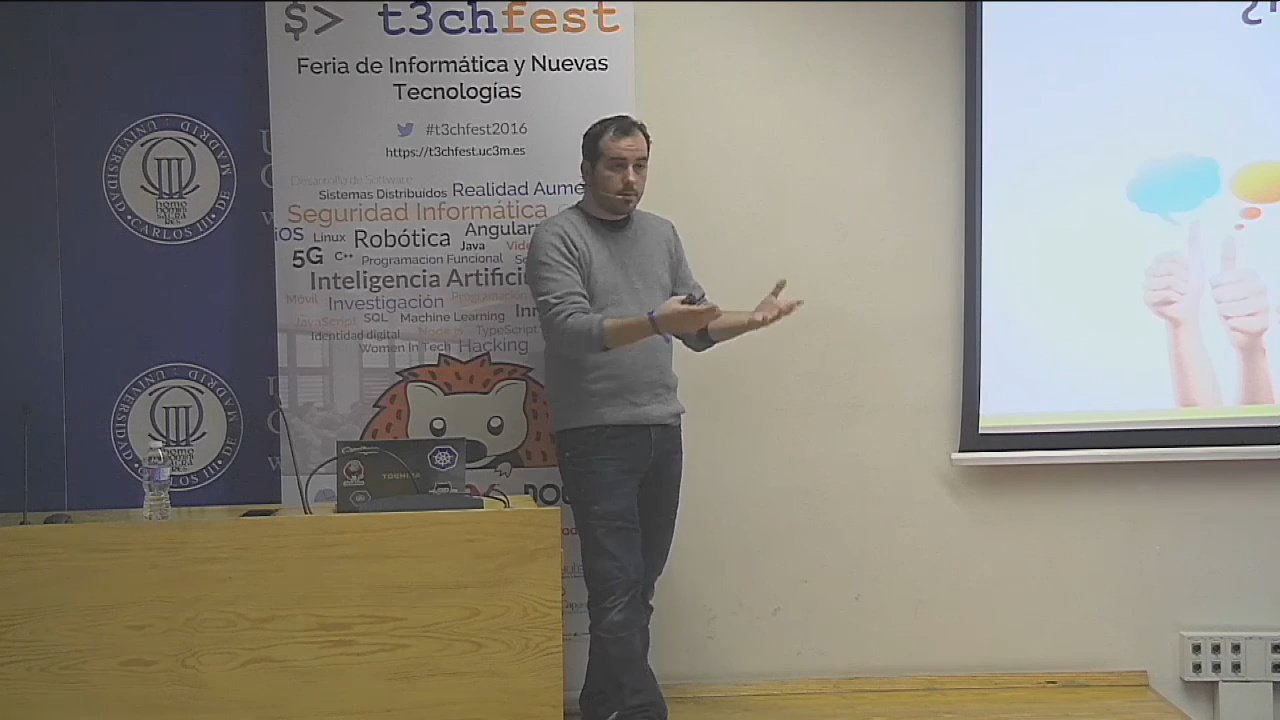 $> t3chfest
Feria de Informática y Nuevas
Tecnologías
#t3chfest2016
https://t3chfest.uc3m.es
Desarrollo de Software
Sistemas Distribuidos Realidad Aume
Seguridad Informática
iOS Linux Robótica Angular
Java
5G C++ Programacion Funcional
Inteligencia Artifici
Móvil Investigación Programación
JavaScript SQL Machine Learning
Identidad digital Node.js TypeScript
Women In Tech Hacking
UNIVERSIDAD · CARLOS III · DE MADRID
HOMO HOMINI SACRA RES
UNIVERSIDAD · CARLOS III · DE MADRID
HOMO HOMINI SACRA RES
TOSHIBA
¿